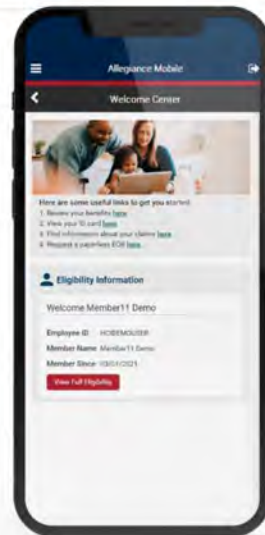 Allegiance Mobile
Welcome Center
Here are some useful links to get you started.
1. Review your benefits here
2. View your ID card here
3. Find information about your claims here
4. Request a paperless EOB here
Eligibility Information
Welcome Member11 Demo
Employee ID HCIDEMOUSER
Member Name Member11 Demo
Member Since 03/01/2021
View Full Eligibility